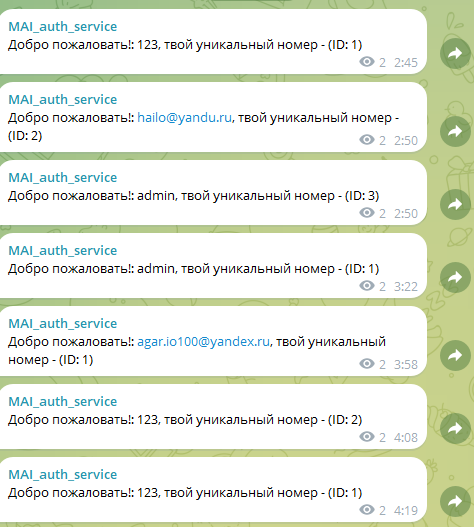 MAI_auth_service
Добро пожаловать!: 123, твой уникальный номер - (ID: 1)
2 2:45
MAI_auth_service
Добро пожаловать!: hailo@yandu.ru, твой уникальный номер -
(ID: 2)
2 2:50
MAI_auth_service
Добро пожаловать!: admin, твой уникальный номер - (ID: 3)
2 2:50
MAI_auth_service
Добро пожаловать!: admin, твой уникальный номер - (ID: 1)
2 3:22
MAI_auth_service
Добро пожаловать!: agar.io100@yandex.ru, твой уникальный
номер - (ID: 1)
2 3:58
MAI_auth_service
Добро пожаловать!: 123, твой уникальный номер - (ID: 2)
2 4:08
MAI_auth_service
Добро пожаловать!: 123, твой уникальный номер - (ID: 1)
2 4:19